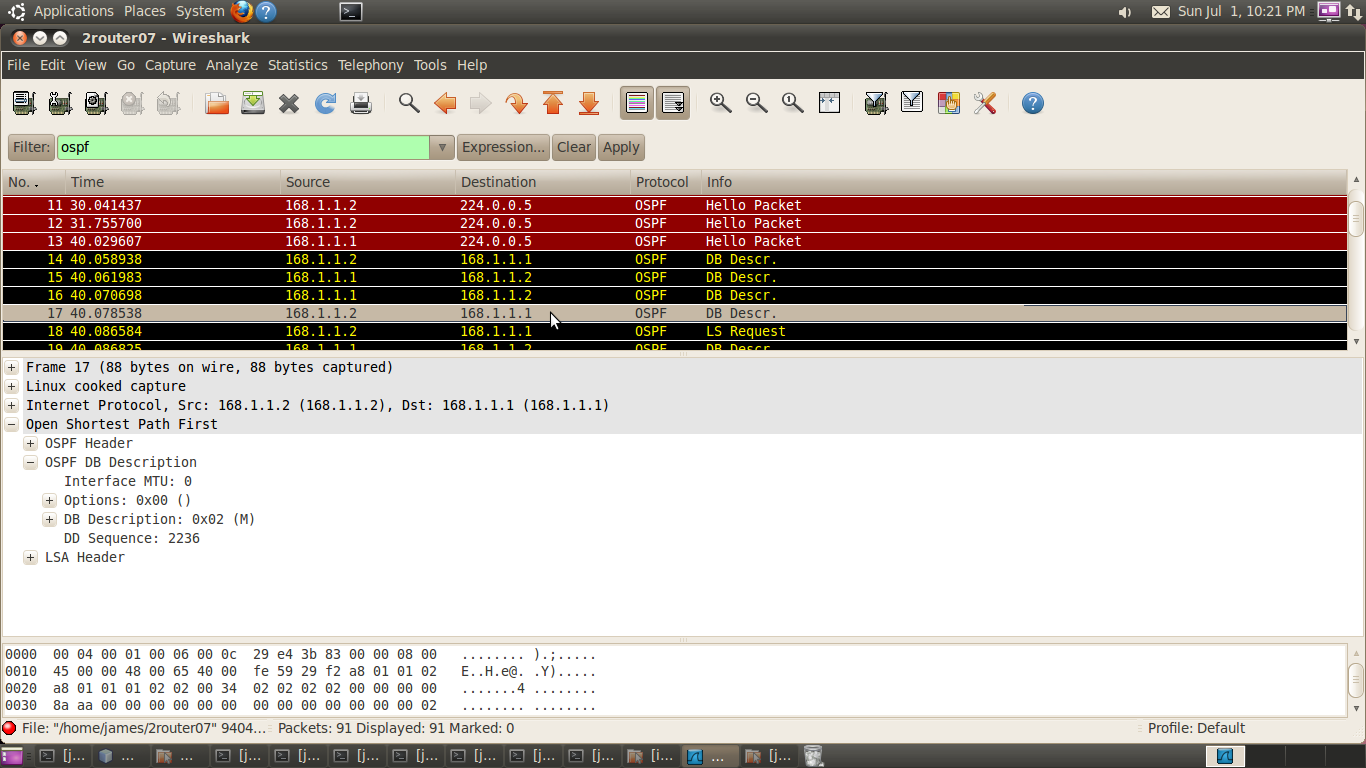 Applications Places System Sun Jul 1, 10:21 PM
2router07 - Wireshark
File Edit View Go Capture Analyze Statistics Telephony Tools Help
Filter: ospf Expression... Clear Apply
No. . Time Source Destination Protocol Info
11 30.041437 168.1.1.2 224.0.0.5 OSPF Hello Packet
12 31.755700 168.1.1.2 224.0.0.5 OSPF Hello Packet
13 40.029607 168.1.1.1 224.0.0.5 OSPF Hello Packet
14 40.058938 168.1.1.2 168.1.1.1 OSPF DB Descr.
15 40.061983 168.1.1.1 168.1.1.2 OSPF DB Descr.
16 40.070698 168.1.1.1 168.1.1.2 OSPF DB Descr.
17 40.078538 168.1.1.2 168.1.1.1 OSPF DB Descr.
18 40.086584 168.1.1.2 168.1.1.1 OSPF LS Request
19 40.086825 168.1.1.1 168.1.1.2 OSPF DB Descr.
Frame 17 (88 bytes on wire, 88 bytes captured)
Linux cooked capture
Internet Protocol, Src: 168.1.1.2 (168.1.1.2), Dst: 168.1.1.1 (168.1.1.1)
Open Shortest Path First
OSPF Header
OSPF DB Description
Interface MTU: 0
Options: 0x00 ()
DB Description: 0x02 (M)
DD Sequence: 2236
LSA Header
0000 00 04 00 01 00 06 00 0c 29 e4 3b 83 00 00 08 00 ........ ).;.....
0010 45 00 00 48 00 65 40 00 fe 59 29 f2 a8 01 01 02 E..H.e@. .Y).....
0020 a8 01 01 01 02 02 00 34 02 02 02 02 00 00 00 00 .......4 ........
0030 8a aa 00 00 00 00 00 00 00 00 00 00 00 00 00 02 ........ ........
File: "/home/james/2router07" 9404... Packets: 91 Displayed: 91 Marked: 0 Profile: Default
[j... ... ... [j... [j... [j... [j... [j... [j... [j... [i... ... [j...